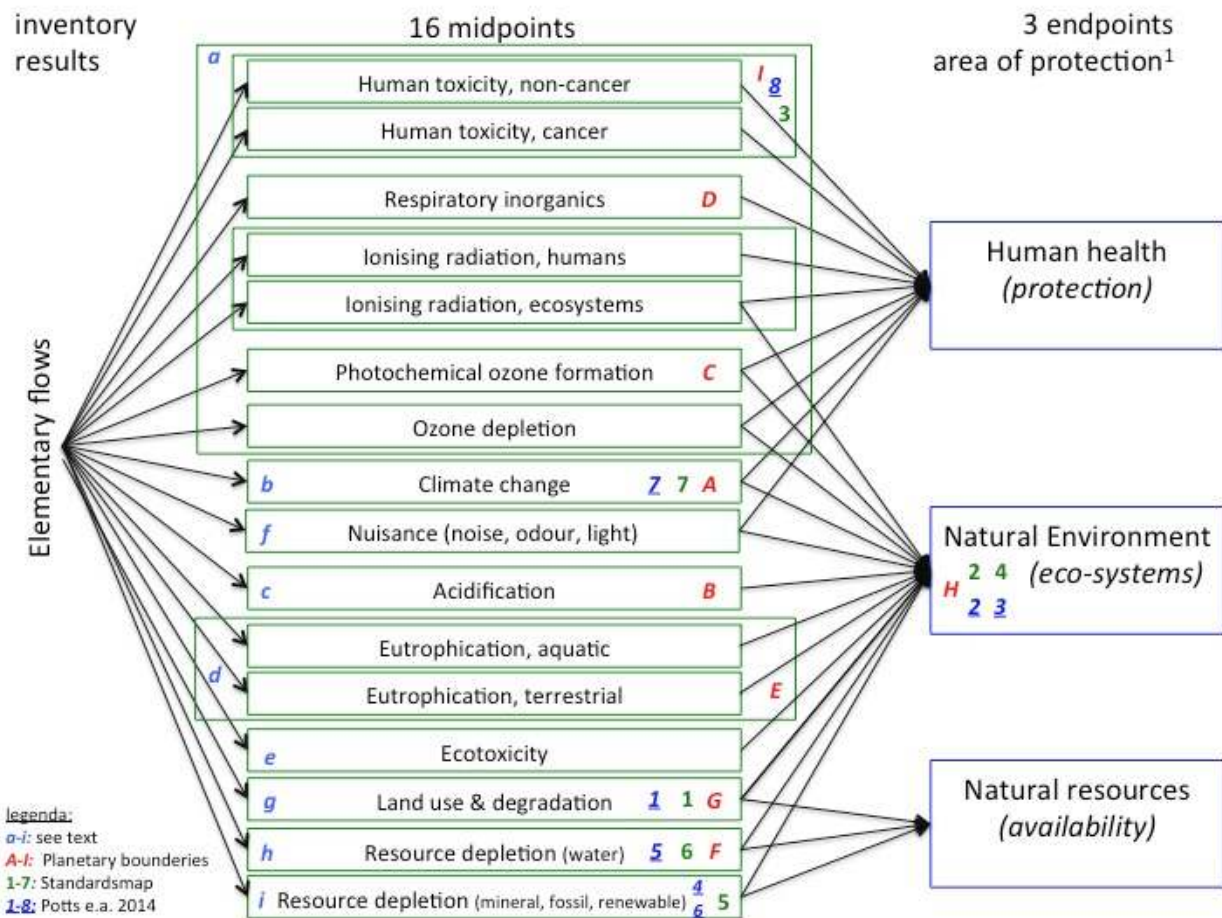 inventory
results
16 midpoints
3 endpoints
area of protection1
a
Human toxicity, non-cancer
I 8
3
Human toxicity, cancer
Respiratory inorganics D
Ionising radiation, humans
Ionising radiation, ecosystems
Photochemical ozone formation C
Ozone depletion
b Climate change 7 7 A
f Nuisance (noise, odour, light)
c Acidification B
Eutrophication, aquatic
d
Eutrophication, terrestrial E
e Ecotoxicity
g Land use & degradation 1 1 G
h Resource depletion (water) 5 6 F
i Resource depletion (mineral, fossil, renewable) 4 6 5
Elementary flows
Human health
(protection)
Natural Environment
H 2 4 (eco-systems)
2 3
Natural resources
(availability)
legenda:
a-i: see text
A-I: Planetary bounderies
1-7: Standardsmap
1-8: Potts e.a. 2014